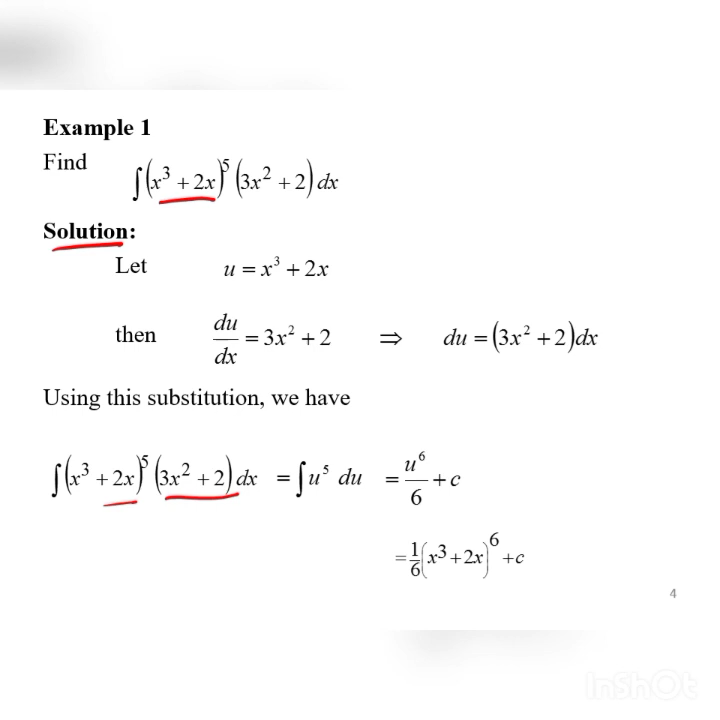 Example 1
Find ∫(x³ + 2x)⁵ (3x² + 2) dx
Solution:
Let u = x³ + 2x
then du/dx = 3x² + 2 ⇒ du = (3x² + 2)dx
Using this substitution, we have
∫(x³ + 2x)⁵ (3x² + 2) dx = ∫u⁵ du = u⁶/6 + c
= 1/6 (x³ + 2x)⁶ + c
4
InShOt